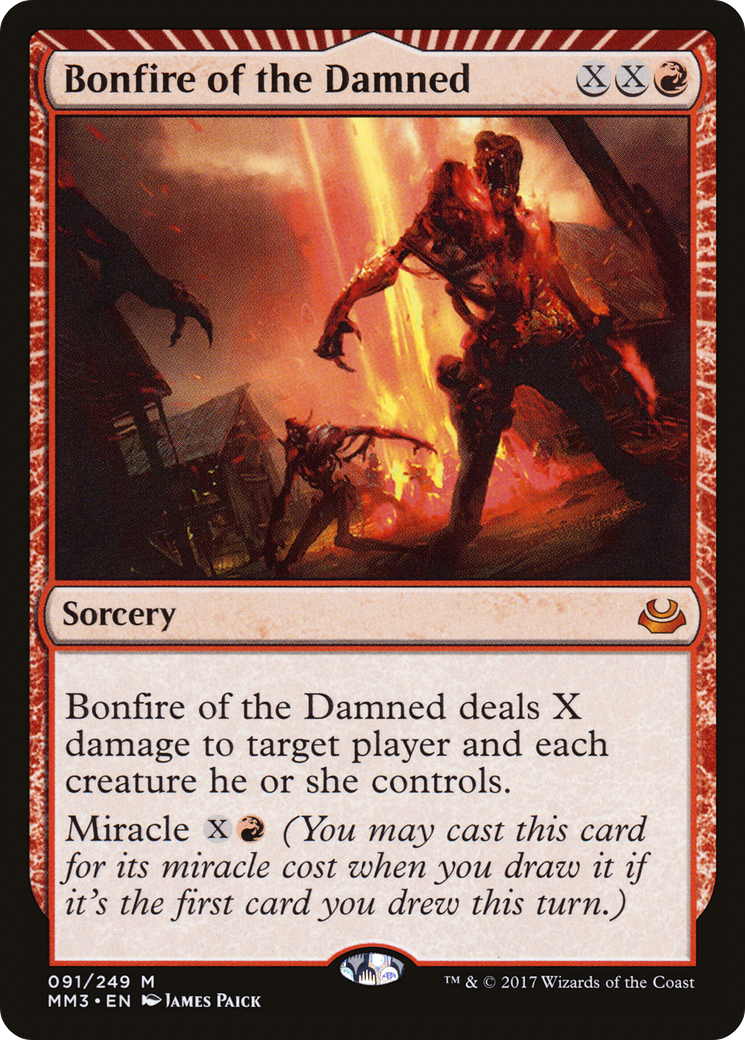 Bonfire of the Damned X X
Sorcery
Bonfire of the Damned deals X
damage to target player and each
creature he or she controls.
Miracle X (You may cast this card
for its miracle cost when you draw it if
it's the first card you drew this turn.)
091/249 M
MM3 • EN James Paick
™ & © 2017 Wizards of the Coast